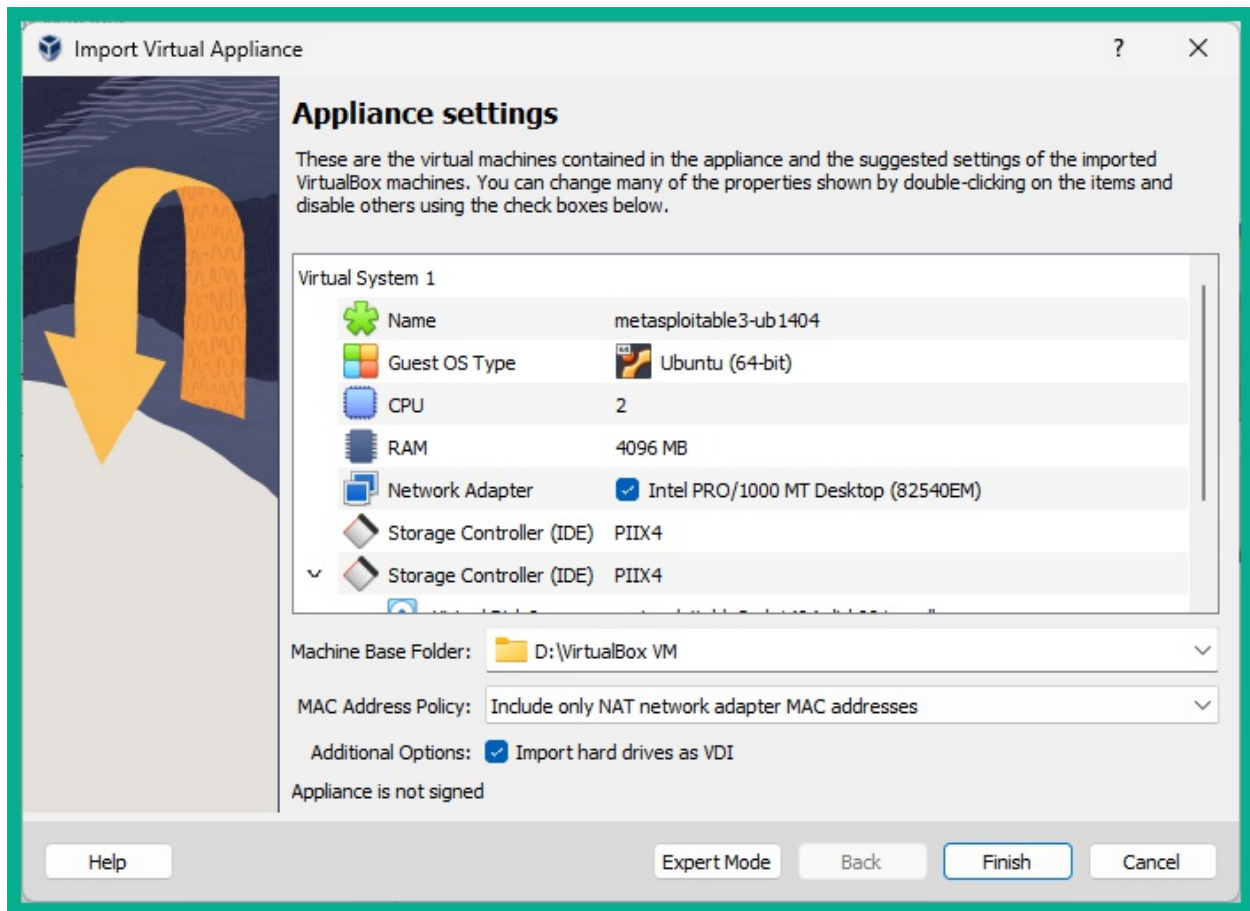 Import Virtual Appliance
?
Appliance settings
These are the virtual machines contained in the appliance and the suggested settings of the imported
VirtualBox machines. You can change many of the properties shown by double-clicking on the items and
disable others using the check boxes below.
Virtual System 1
Name metasploitable3-ub1404
Guest OS Type 64 Ubuntu (64-bit)
CPU 2
RAM 4096 MB
Network Adapter Intel PRO/1000 MT Desktop (82540EM)
Storage Controller (IDE) PIIX4
Storage Controller (IDE) PIIX4
Machine Base Folder: D:\VirtualBox VM
MAC Address Policy: Include only NAT network adapter MAC addresses
Additional Options: Import hard drives as VDI
Appliance is not signed
Help Expert Mode Back Finish Cancel